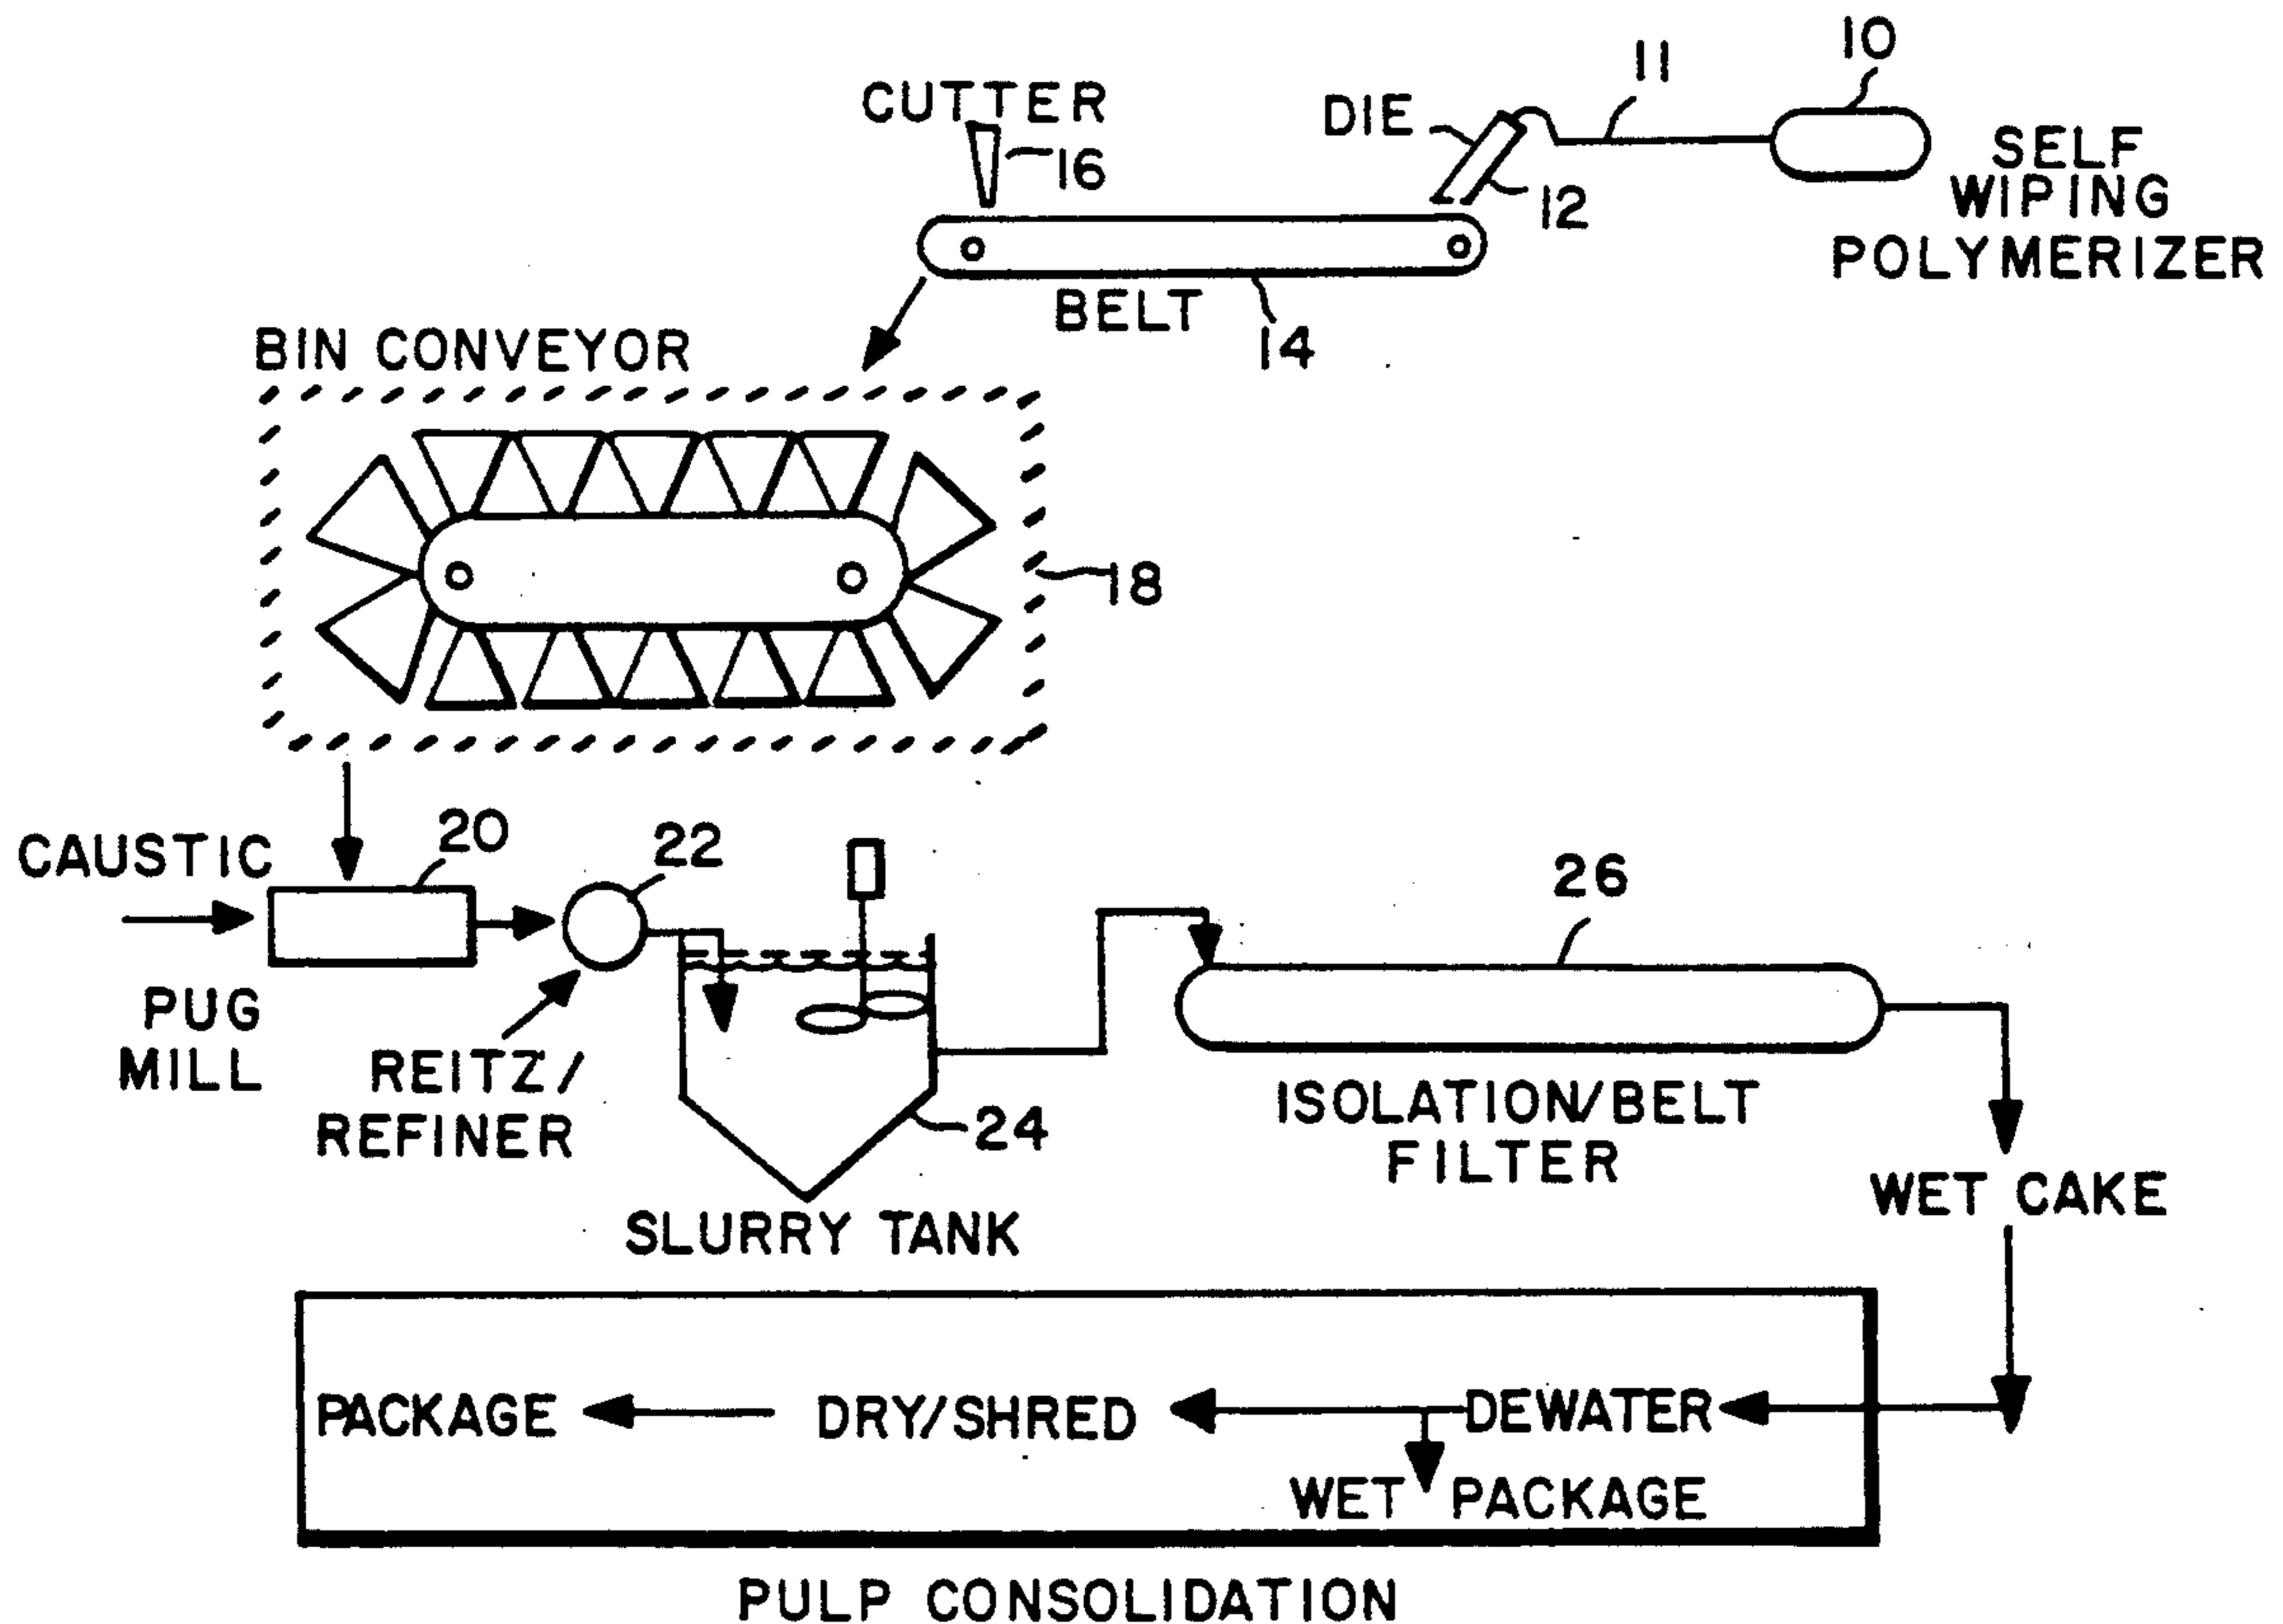 10
11
CUTTER
DIE
16
12
SELF
WIPING
POLYMERIZER
BELT
14
BIN CONVEYOR
18
CAUSTIC
20
22
26
PUG
MILL
REITZ/
REFINER
24
ISOLATION/BELT
FILTER
SLURRY TANK
WET CAKE
PACKAGE
DRY/SHRED
DEWATER
WET PACKAGE
PULP CONSOLIDATION